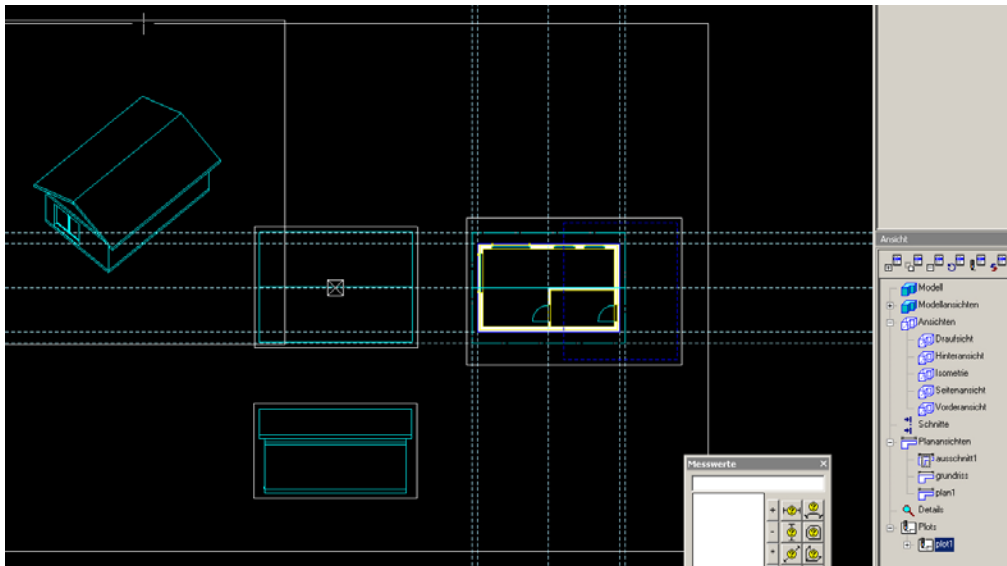 Ansicht
Modell
Modellansichten
Ansichten
Draufsicht
Hinteransicht
Isometrie
Seitenansicht
Vorderansicht
Schnitte
Planansichten
ausschnitt1
grundriss
plan1
Details
Plots
plot1
Messwerte